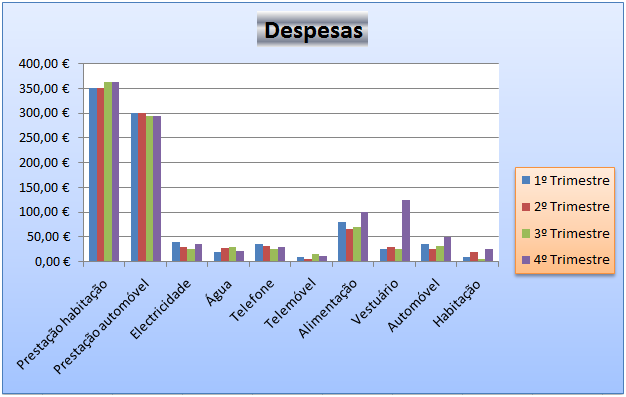 Despesas
400,00 €
350,00 €
300,00 €
250,00 €
200,00 €
150,00 €
100,00 €
50,00 €
0,00 €
Prestação habitação
Prestação automóvel
Electricidade
Água
Telefone
Telemóvel
Alimentação
Vestuário
Automóvel
Habitação
1º Trimestre
2º Trimestre
3º Trimestre
4º Trimestre